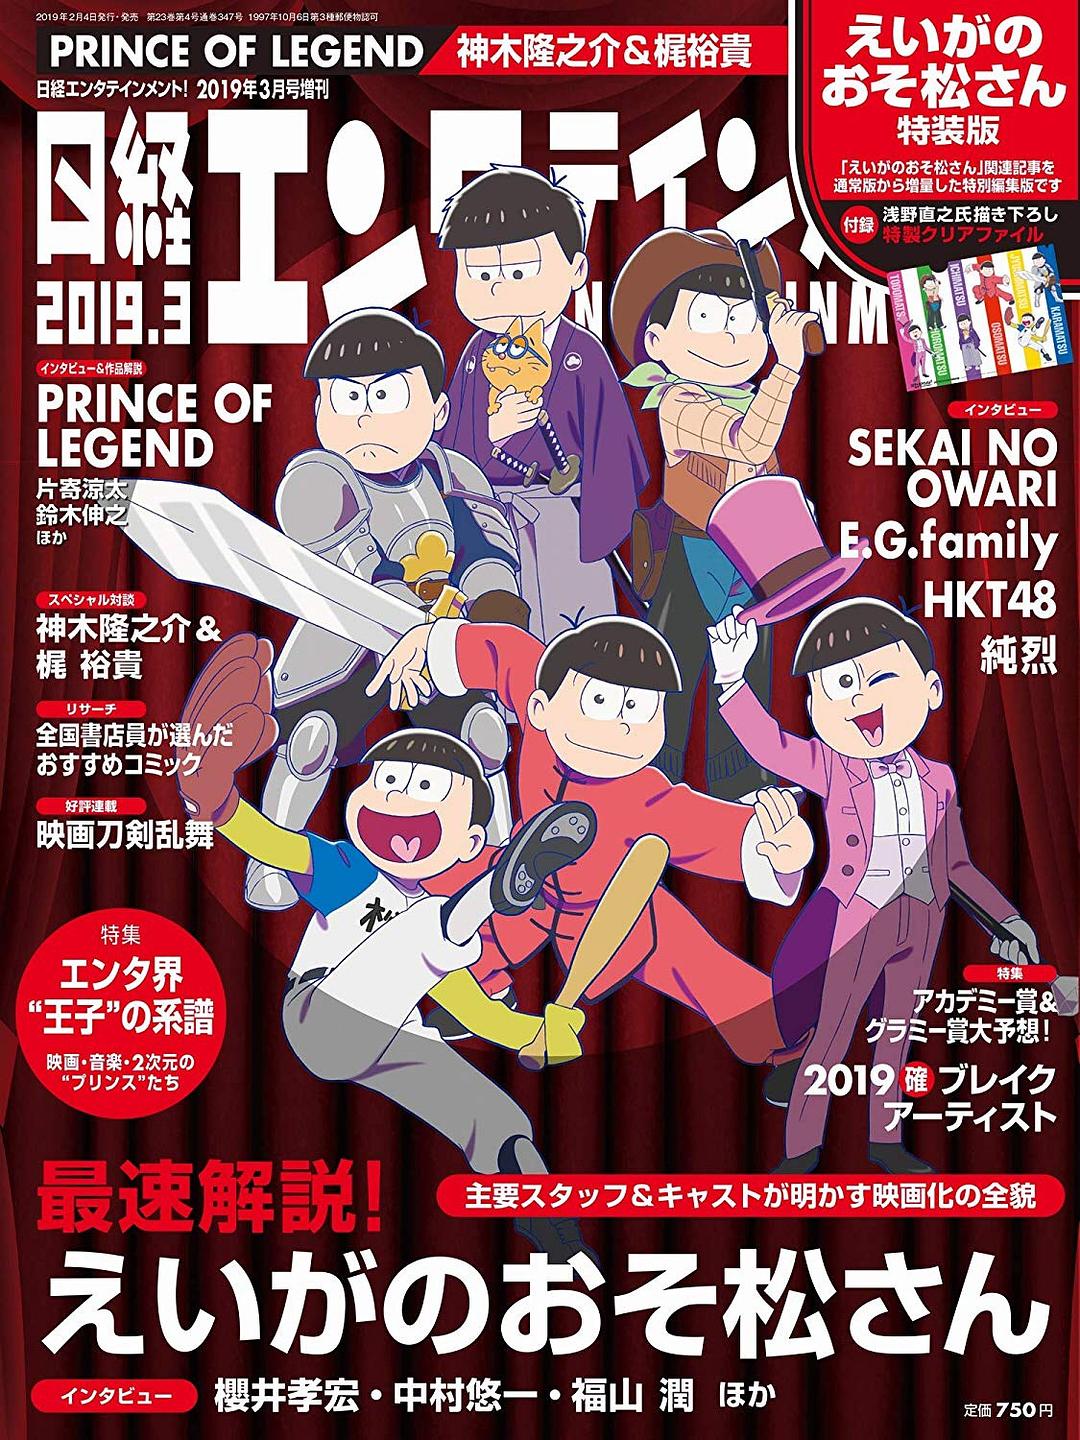 2019年2月4日発行・発売　第23巻第4号通巻347号　1997年10月6日第3種郵便物認可
PRINCE OF LEGEND 神木隆之介&梶裕貴
日経エンタテインメント! 2019年3月号増刊
日経エンタテイン
2019.3
えいがの
おそ松さん
特装版
「えいがのおそ松さん」関連記事を
通常版から増量した特別編集版です
付録 浅野直之氏描き下ろし
特製クリアファイル
TODOMATSU
CHOROMATSU
ICHIMATSU
OSOMATSU
JYUSHIMATSU
KARAMATSU
インタビュー&作品解説
PRINCE OF
LEGEND
片寄涼太
鈴木伸之
ほか
スペシャル対談
神木隆之介&
梶 裕貴
リサーチ
全国書店員が選んだ
おすすめコミック
好評連載
映画刀剣乱舞
特集
エンタ界
“王子”の系譜
映画・音楽・2次元の
“プリンス”たち
インタビュー
SEKAI NO
OWARI
E.G.family
HKT48
純烈
松
特集
アカデミー賞&
グラミー賞大予想!
2019 確 ブレイク
アーティスト
最速解説!
主要スタッフ&キャストが明かす映画化の全貌
えいがのおそ松さん
インタビュー 櫻井孝宏・中村悠一・福山 潤 ほか
定価750円